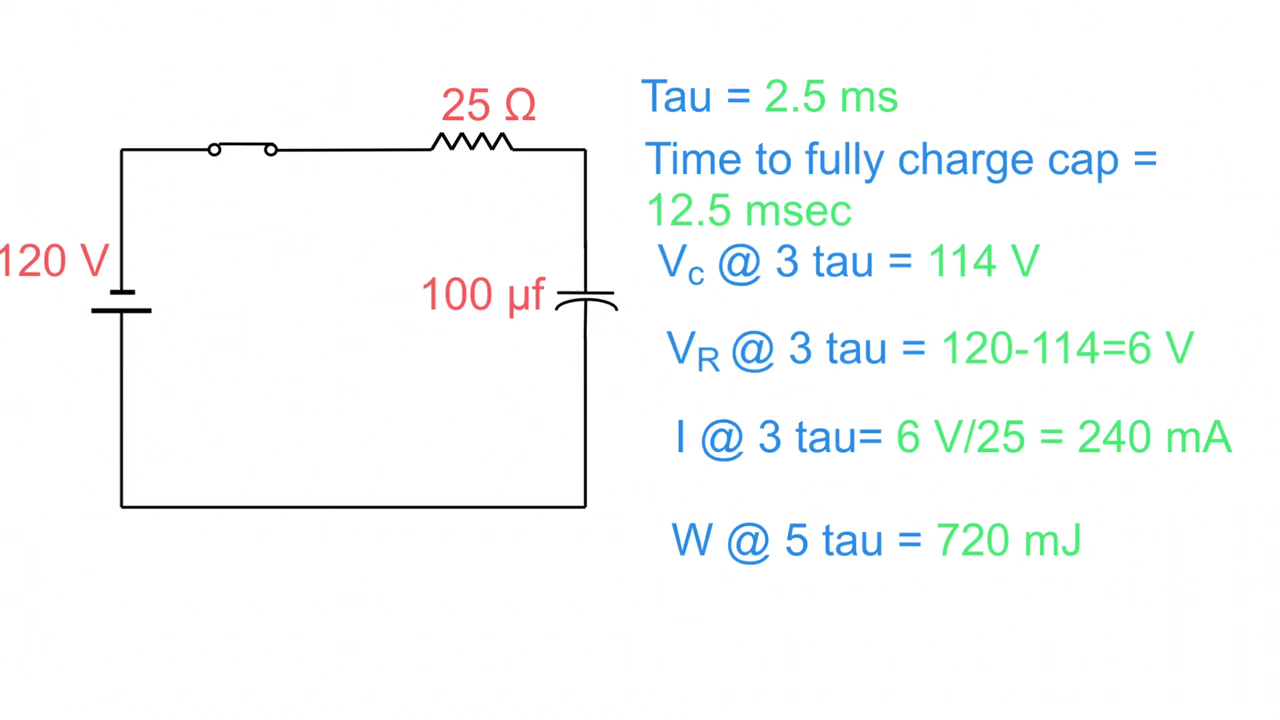 25 Ω
Tau = 2.5 ms
Time to fully charge cap =
12.5 msec
120 V
100 µf
Vc @ 3 tau = 114 V
VR @ 3 tau = 120-114=6 V
I @ 3 tau= 6 V/25 = 240 mA
W @ 5 tau = 720 mJ